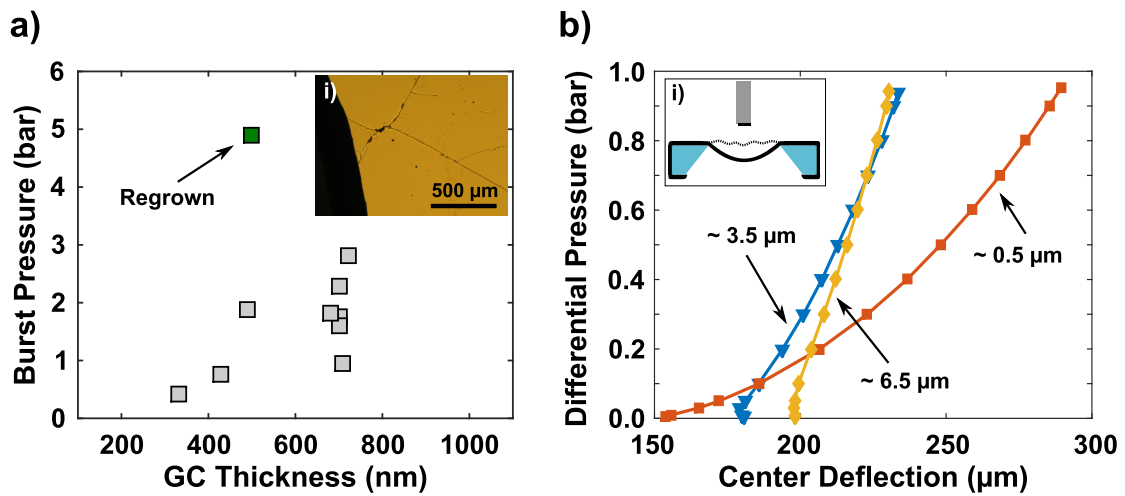 a)
6
5
4
3
2
1
0
Burst Pressure (bar)
200
400
600
800
1000
GC Thickness (nm)
Regrown
i)
500 µm
b)
1.0
0.8
0.6
0.4
0.2
0.0
Differential Pressure (bar)
150
200
250
300
Center Deflection (µm)
i)
~ 3.5 µm
~ 0.5 µm
~ 6.5 µm